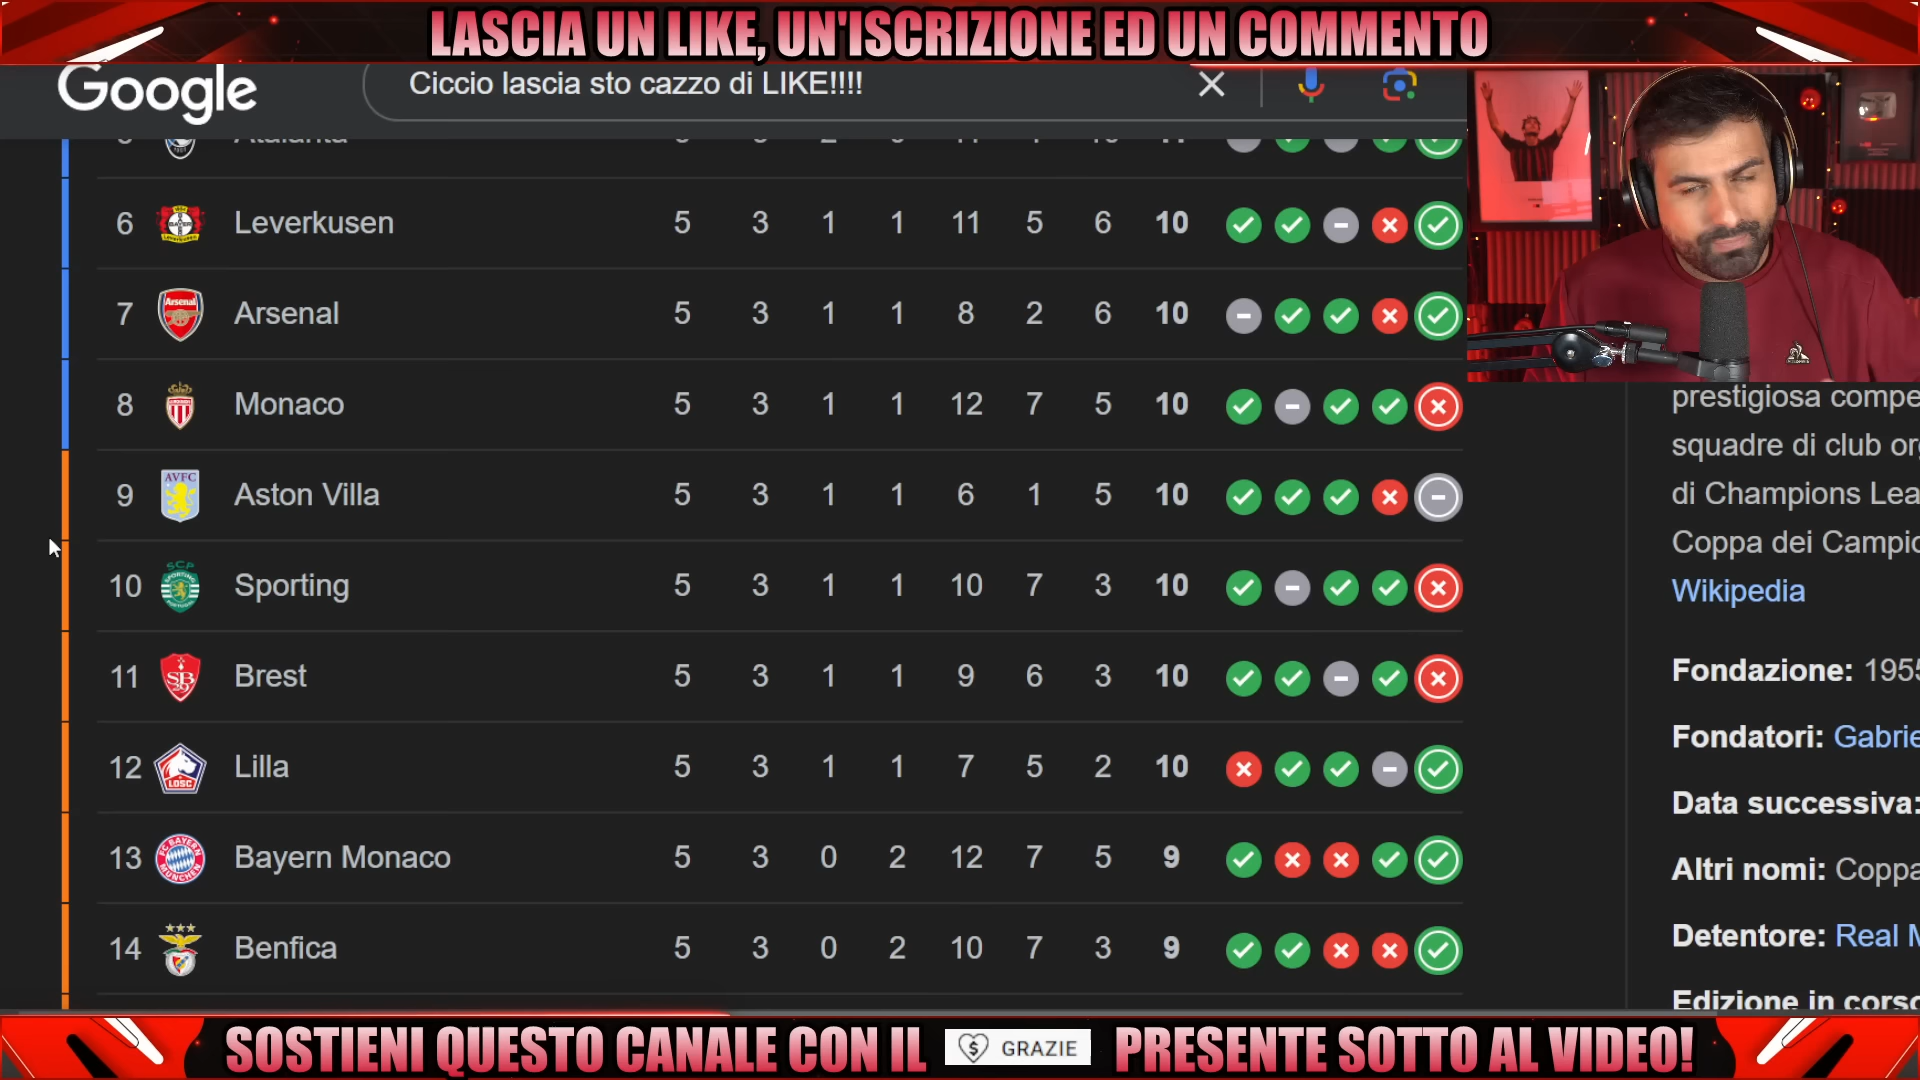 LASCIA UN LIKE, UN'ISCRIZIONE ED UN COMMENTO
Google
Ciccio lascia sto cazzo di LIKE!!!!
6 Leverkusen 5 3 1 1 11 5 6 10
7 Arsenal 5 3 1 1 8 2 6 10
8 Monaco 5 3 1 1 12 7 5 10
9 Aston Villa 5 3 1 1 6 1 5 10
10 Sporting 5 3 1 1 10 7 3 10
11 Brest 5 3 1 1 9 6 3 10
12 Lilla 5 3 1 1 7 5 2 10
13 Bayern Monaco 5 3 0 2 12 7 5 9
14 Benfica 5 3 0 2 10 7 3 9
prestigiosa compe
squadre di club or
di Champions Lea
Coppa dei Campio
Wikipedia
Fondazione: 1955
Fondatori: Gabrie
Data successiva:
Altri nomi: Coppa
Detentore: Real M
Edizione in corso
SOSTIENI QUESTO CANALE CON IL GRAZIE PRESENTE SOTTO AL VIDEO!